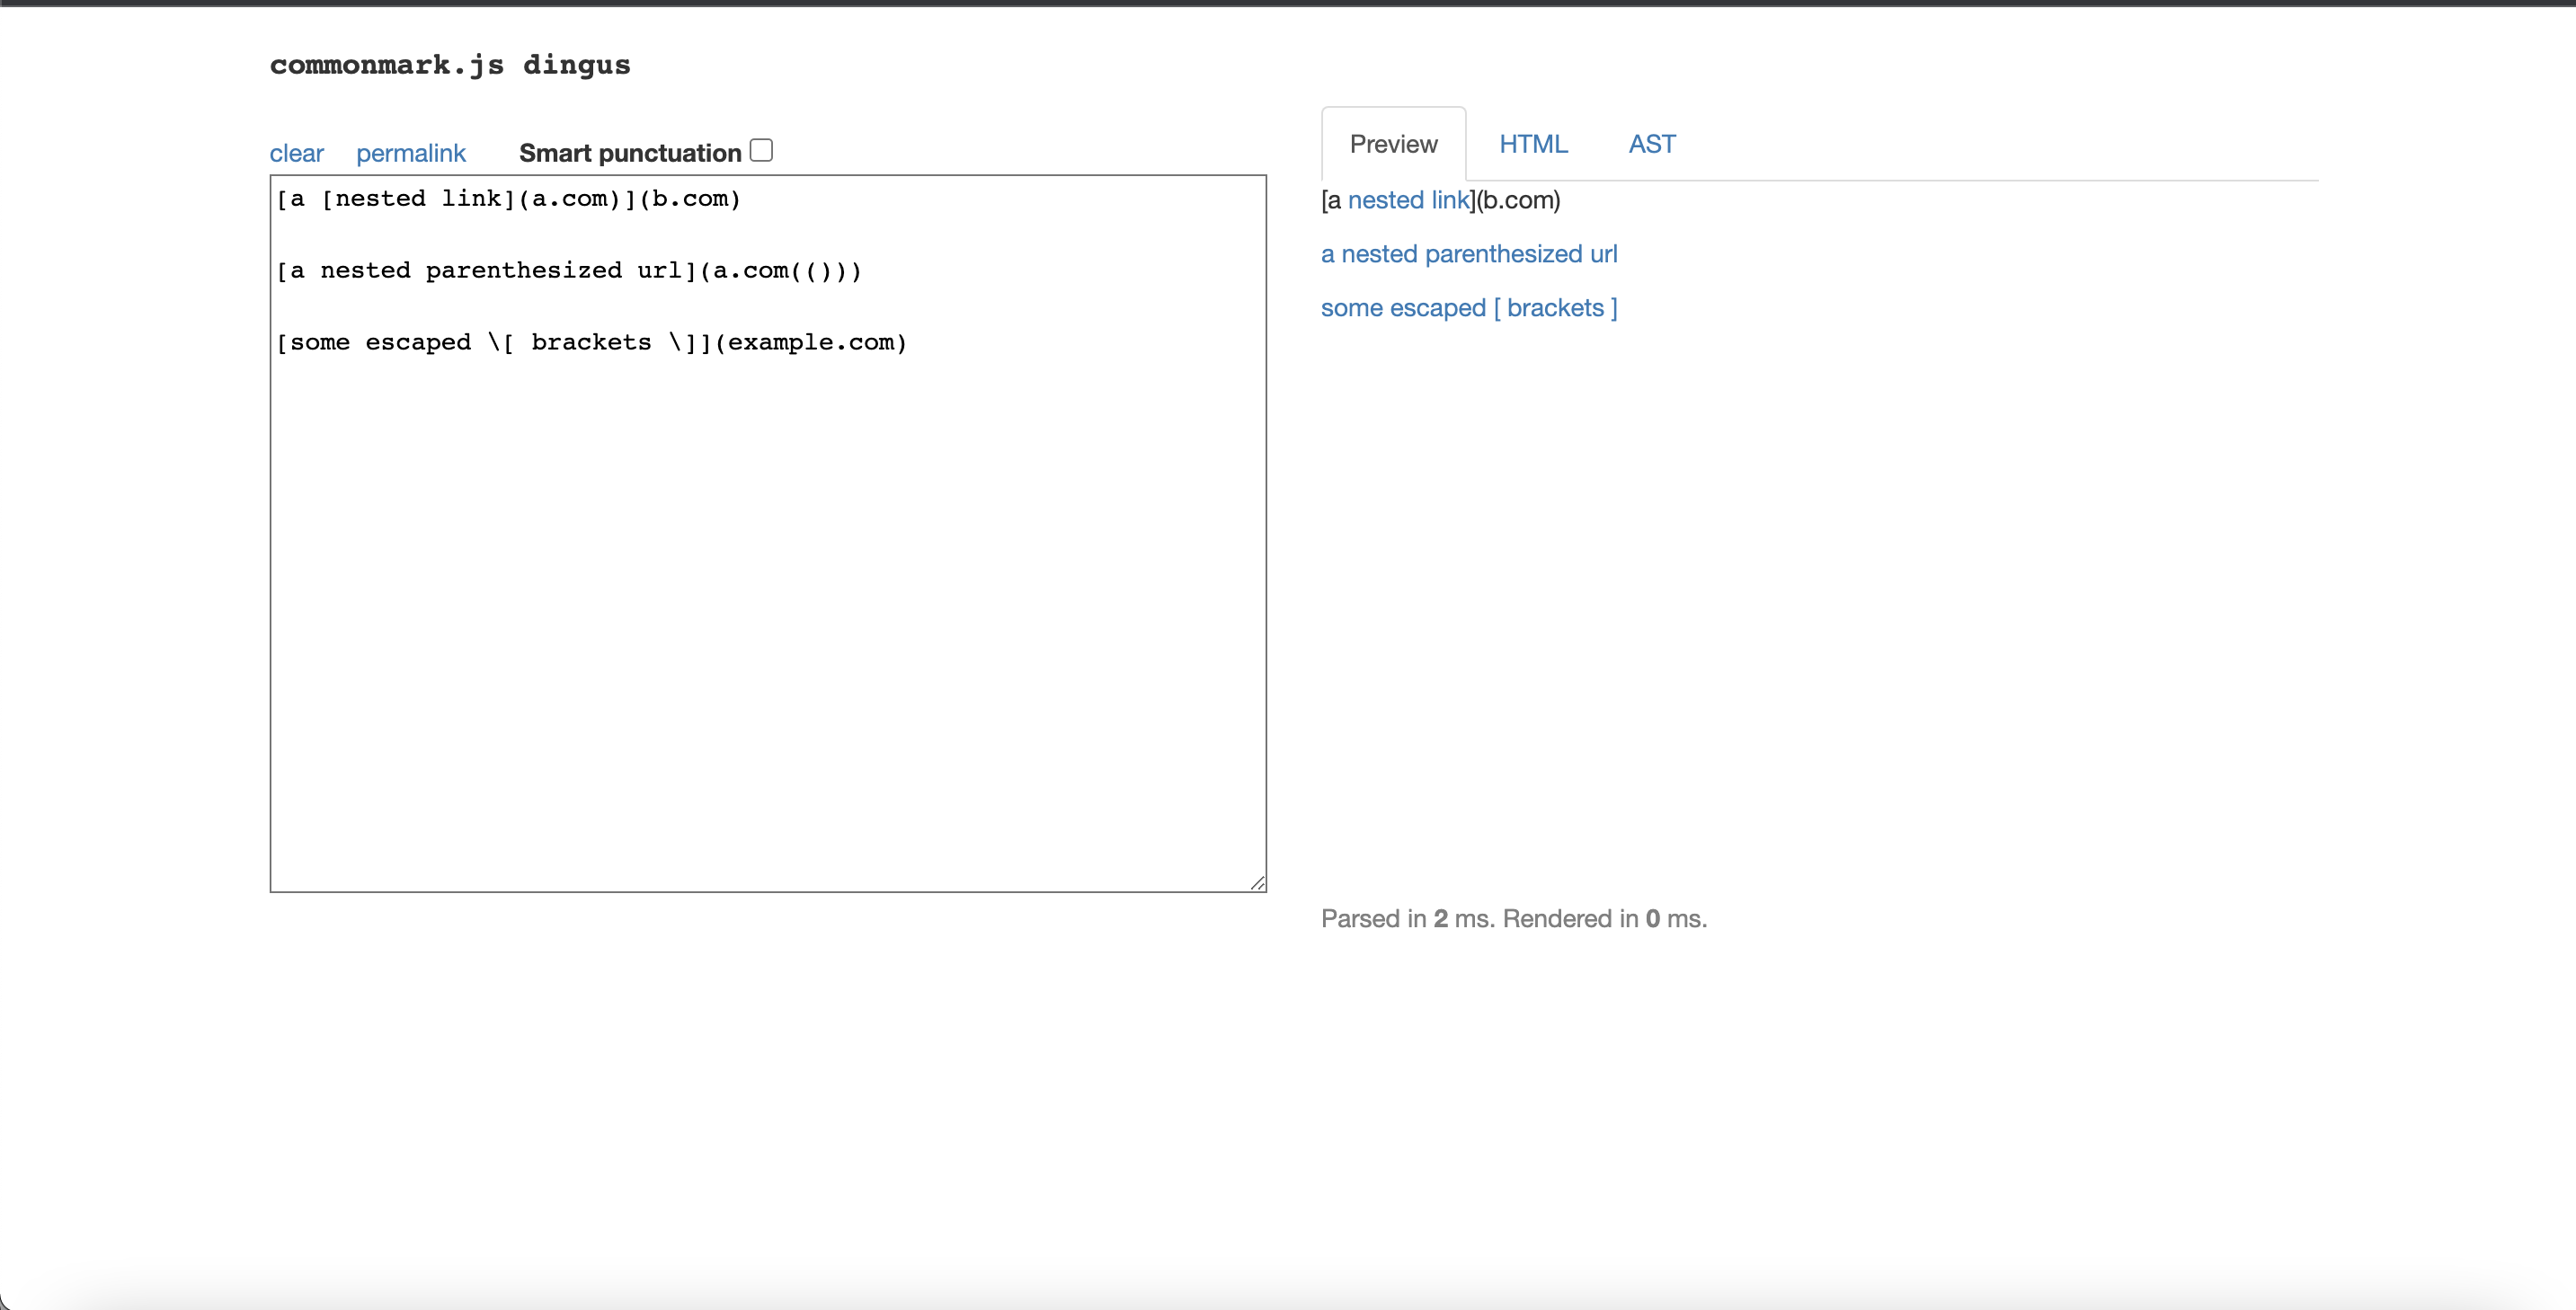 commonmark.js dingus
clear permalink Smart punctuation
[a [nested link](a.com)](b.com)
[a nested parenthesized url](a.com(()))
[some escaped \[ brackets \]](example.com)
Preview HTML AST
[a nested link](b.com)
a nested parenthesized url
some escaped [ brackets ]
Parsed in 2 ms. Rendered in 0 ms.